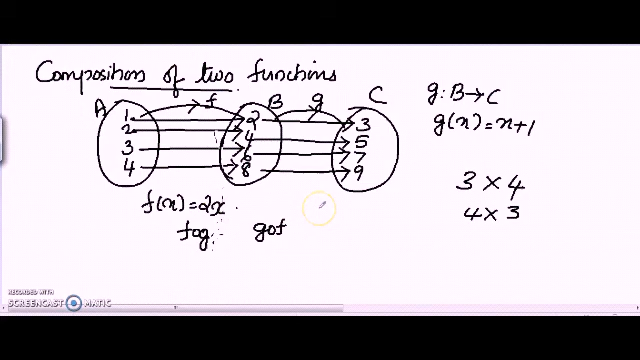 Composition of two functions
A f B g C
1 2 3
2 4 5
3 6 7
4 8 9
f(x) = 2x
fog gof
g: B→C
g(x) = x+1
3 × 4
4 × 3
RECORDED WITH
SCREENCAST MATIC